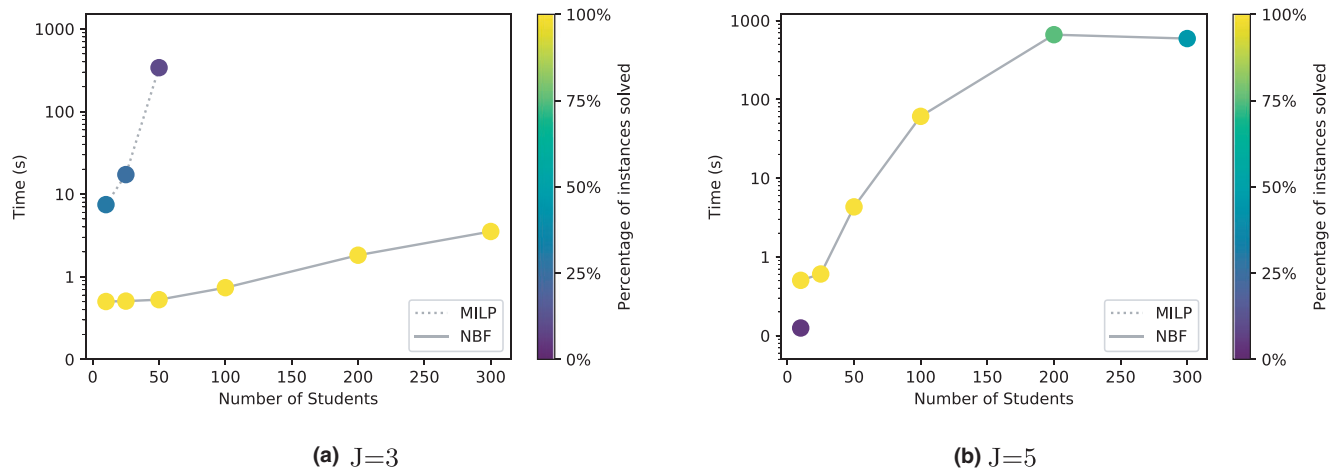 1000
100
10
1
0
Time (s)
0
50
100
150
200
250
300
Number of Students
MILP
NBF
100%
75%
50%
25%
0%
Percentage of instances solved
(a) J=3
1000
100
10
1
0
Time (s)
0
50
100
150
200
250
300
Number of Students
MILP
NBF
100%
75%
50%
25%
0%
Percentage of instances solved
(b) J=5